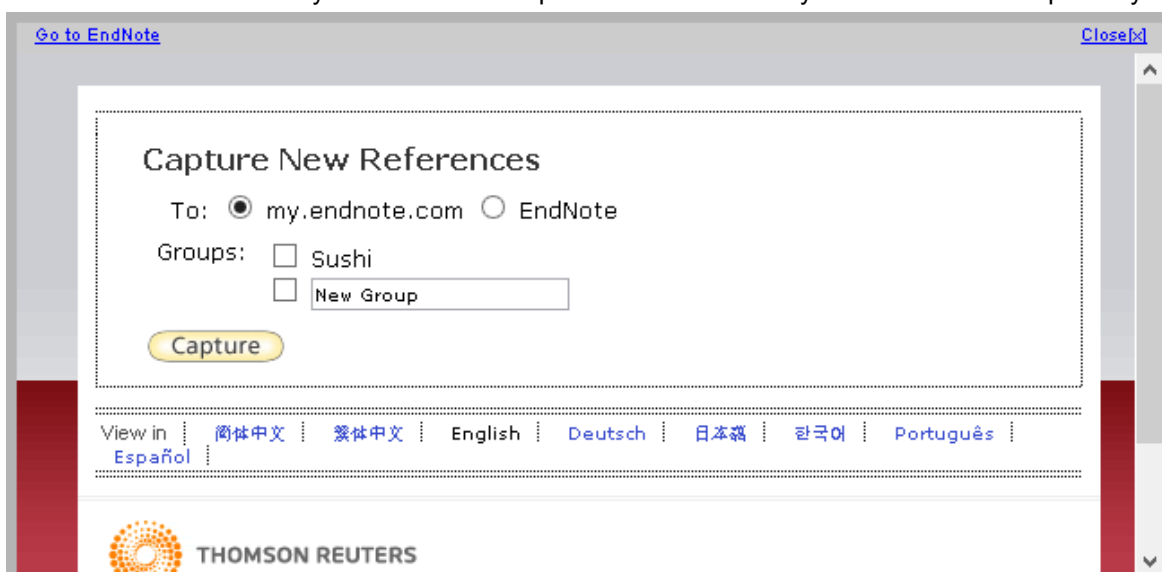 Go to EndNote Close[x]
Capture New References
To: my.endnote.com EndNote
Groups: Sushi
New Group
Capture
View in 简体中文 繁体中文 English Deutsch 日本語 한국어 Português
Español
THOMSON REUTERS